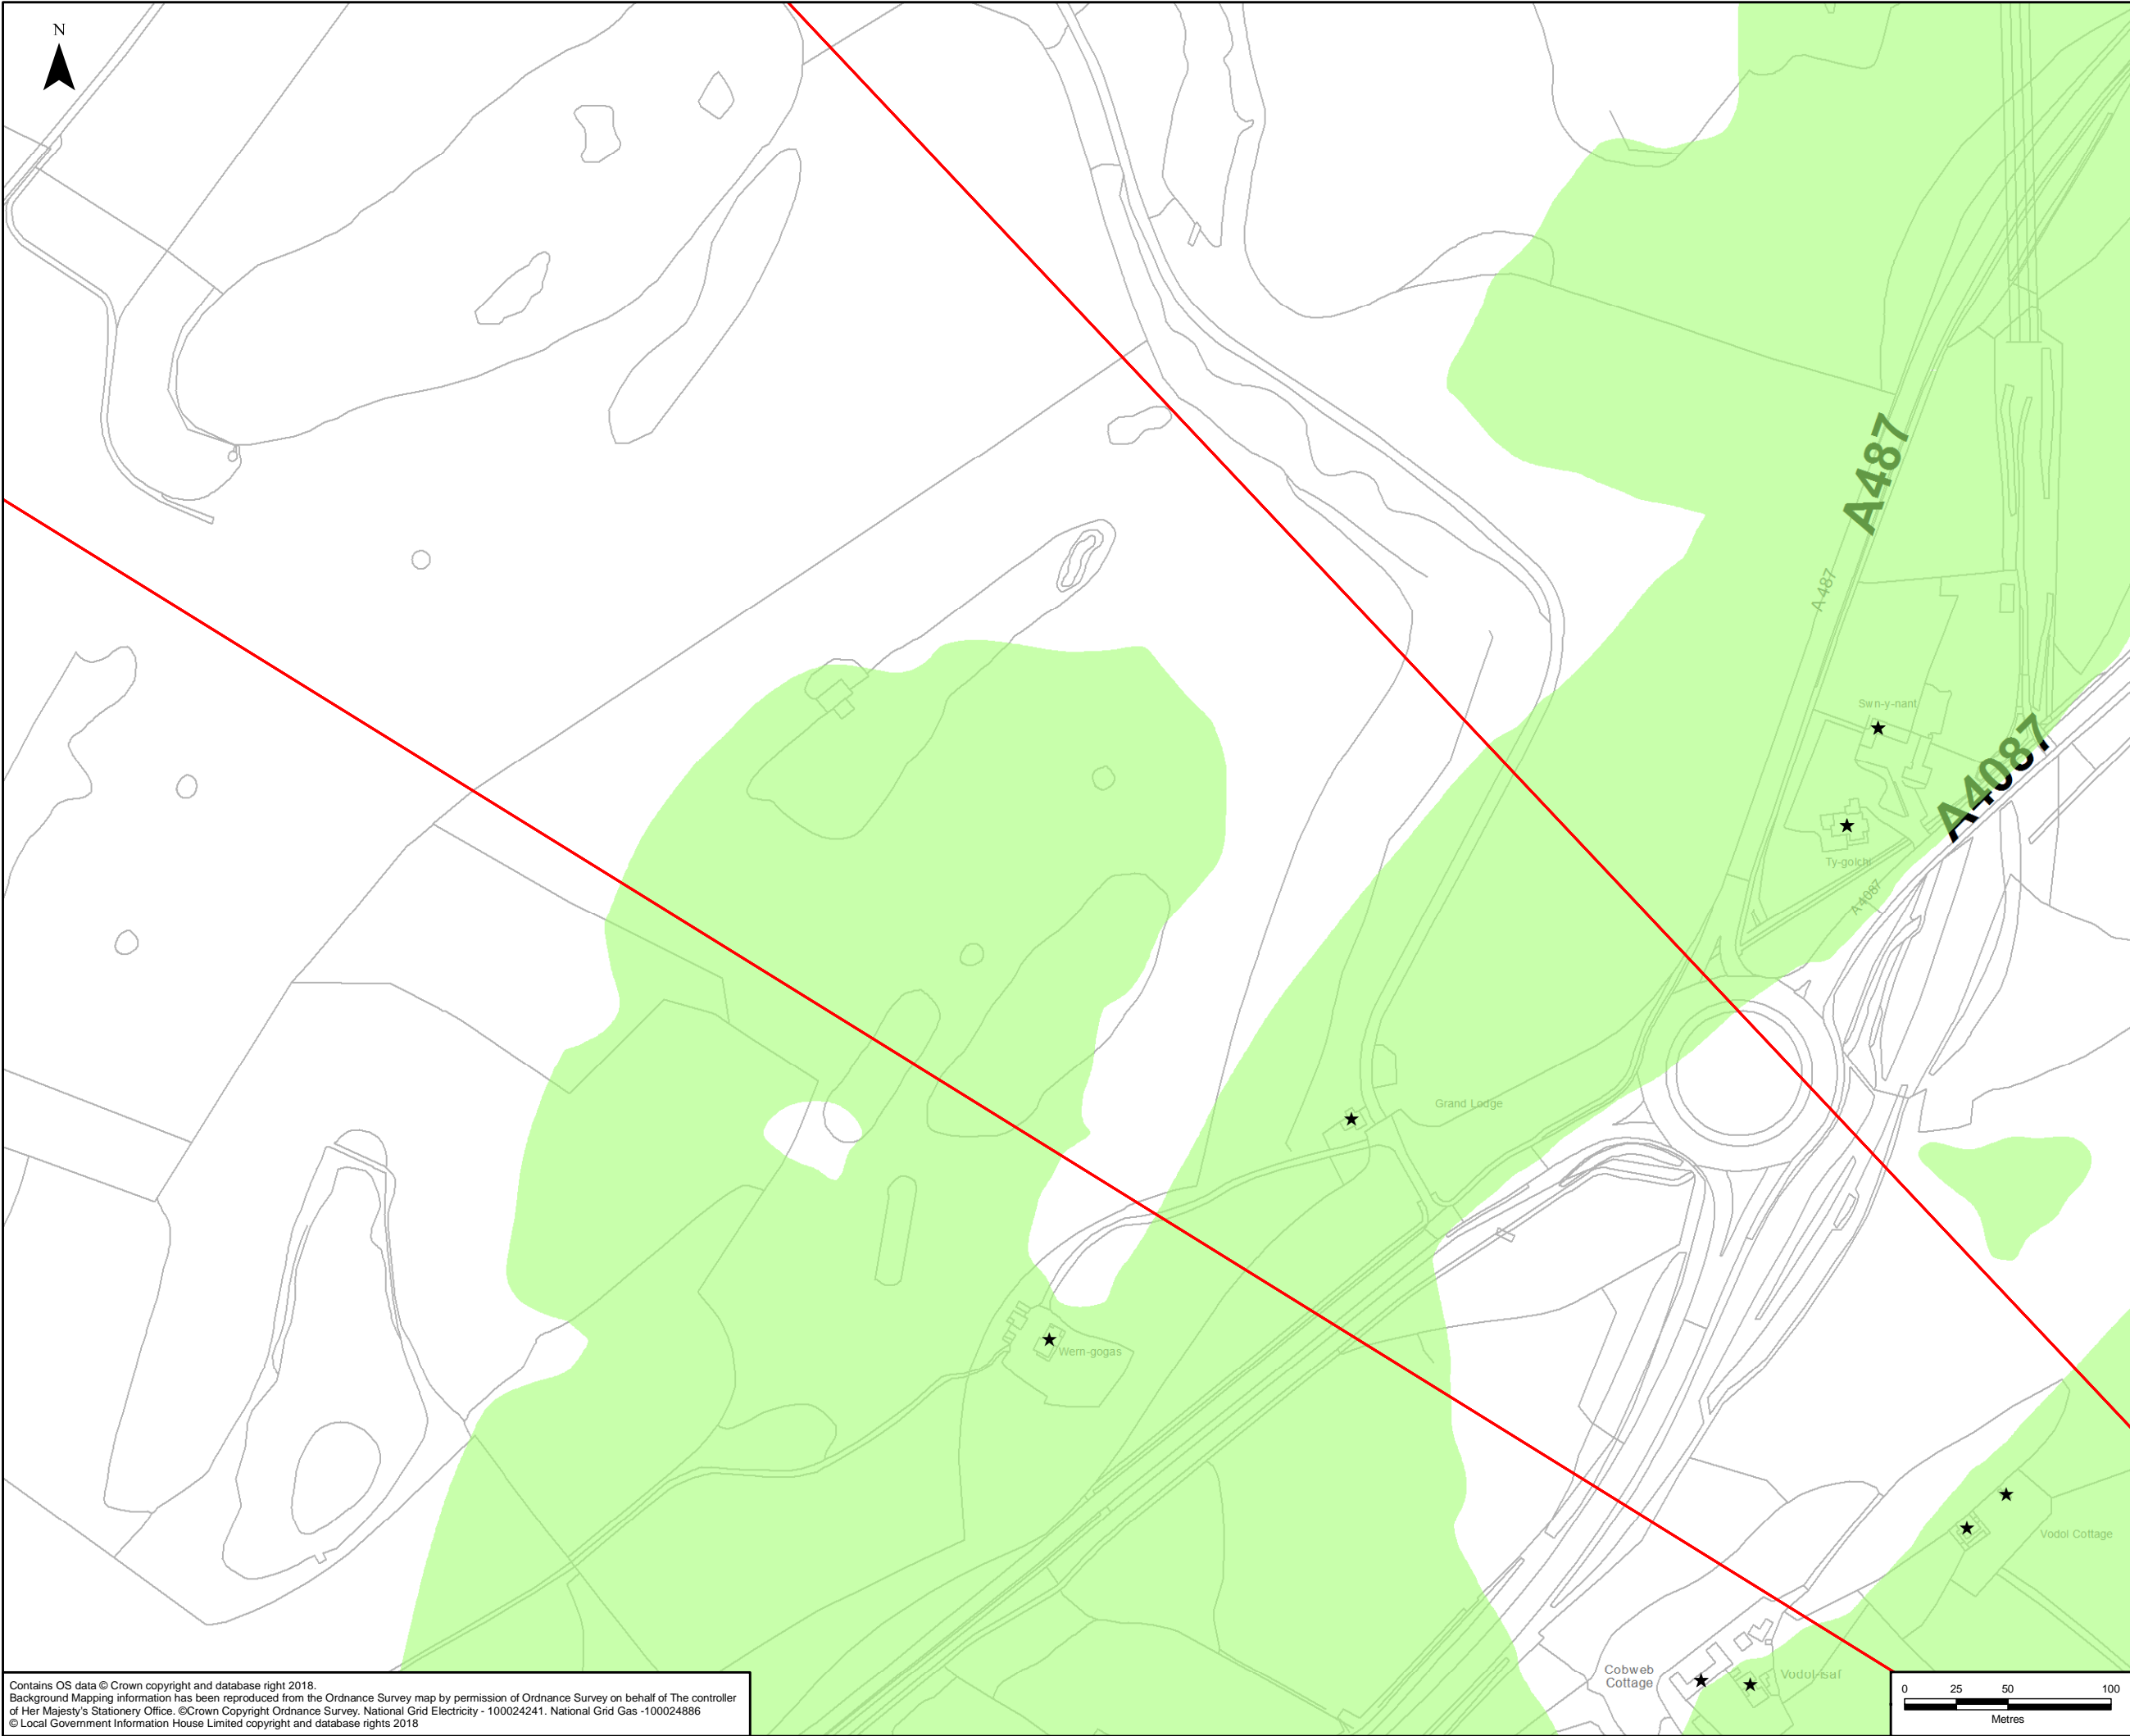 N
A487
A 487
Swn-y-nant
A4087
Ty-golchi
A 4087
Grand Lodge
Wern-gogas
Vodol Cottage
Cobweb
Cottage
Vodol-isaf
Contains OS data © Crown copyright and database right 2018.
Background Mapping information has been reproduced from the Ordnance Survey map by permission of Ordnance Survey on behalf of The controller
of Her Majesty's Stationery Office. ©Crown Copyright Ordnance Survey. National Grid Electricity - 100024241. National Grid Gas -100024886
© Local Government Information House Limited copyright and database rights 2018
0 25 50 100
Metres